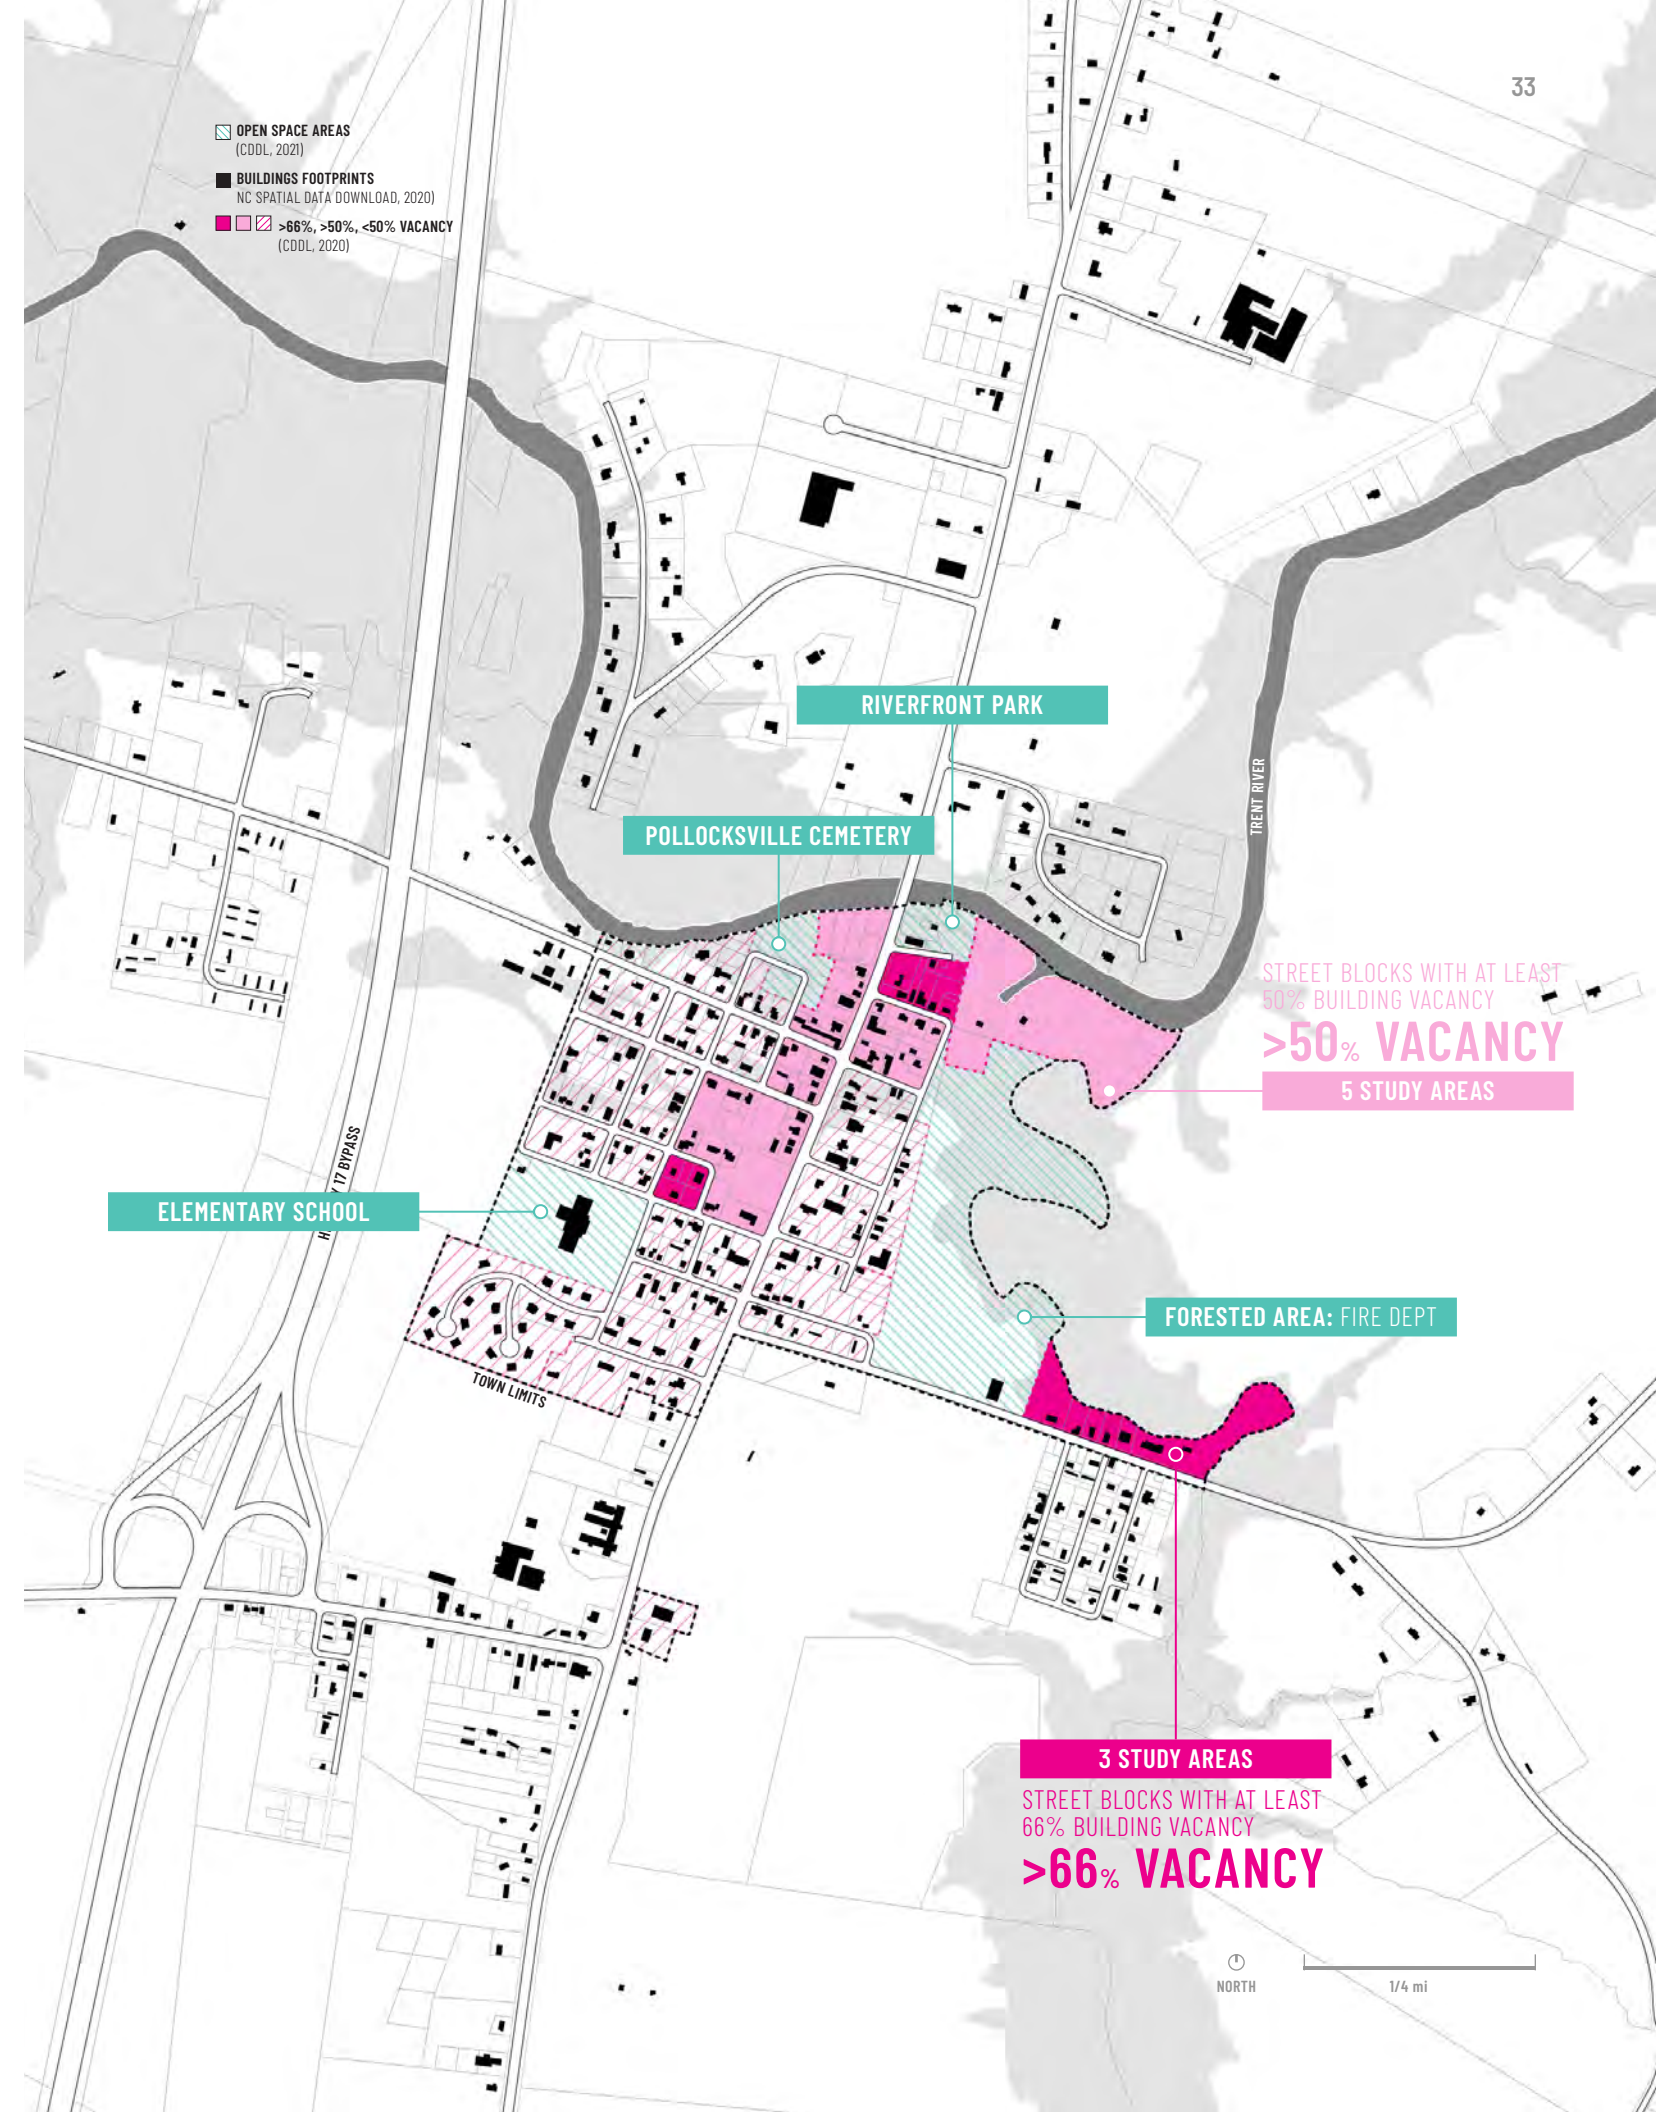 33
OPEN SPACE AREAS
(CDDL, 2021)
BUILDINGS FOOTPRINTS
NC SPATIAL DATA DOWNLOAD, 2020)
>66%, >50%, <50% VACANCY
(CDDL, 2020)
RIVERFRONT PARK
TRENT RIVER
POLLOCKSVILLE CEMETERY
STREET BLOCKS WITH AT LEAST
50% BUILDING VACANCY
>50% VACANCY
5 STUDY AREAS
17 BYPASS
ELEMENTARY SCHOOL
FORESTED AREA: FIRE DEPT
TOWN LIMITS
3 STUDY AREAS
STREET BLOCKS WITH AT LEAST
66% BUILDING VACANCY
>66% VACANCY
NORTH
1/4 mi